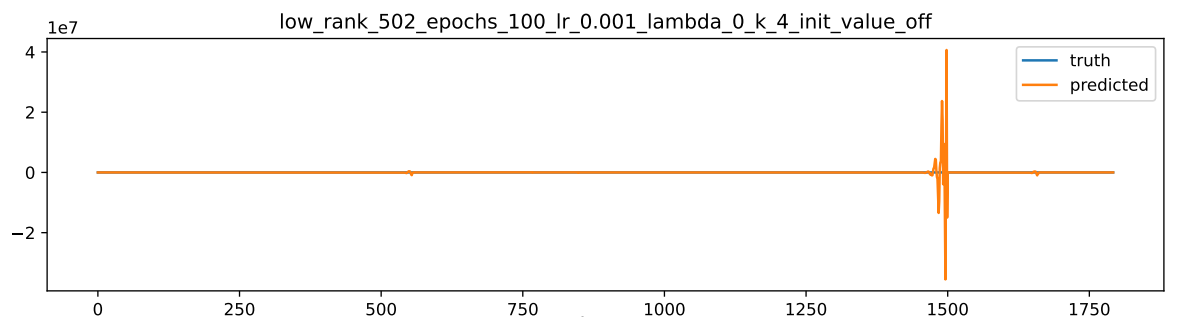 low_rank_502_epochs_100_lr_0.001_lambda_0_k_4_init_value_off
1e7
truth
predicted
4
2
0
−2
0 250 500 750 1000 1250 1500 1750